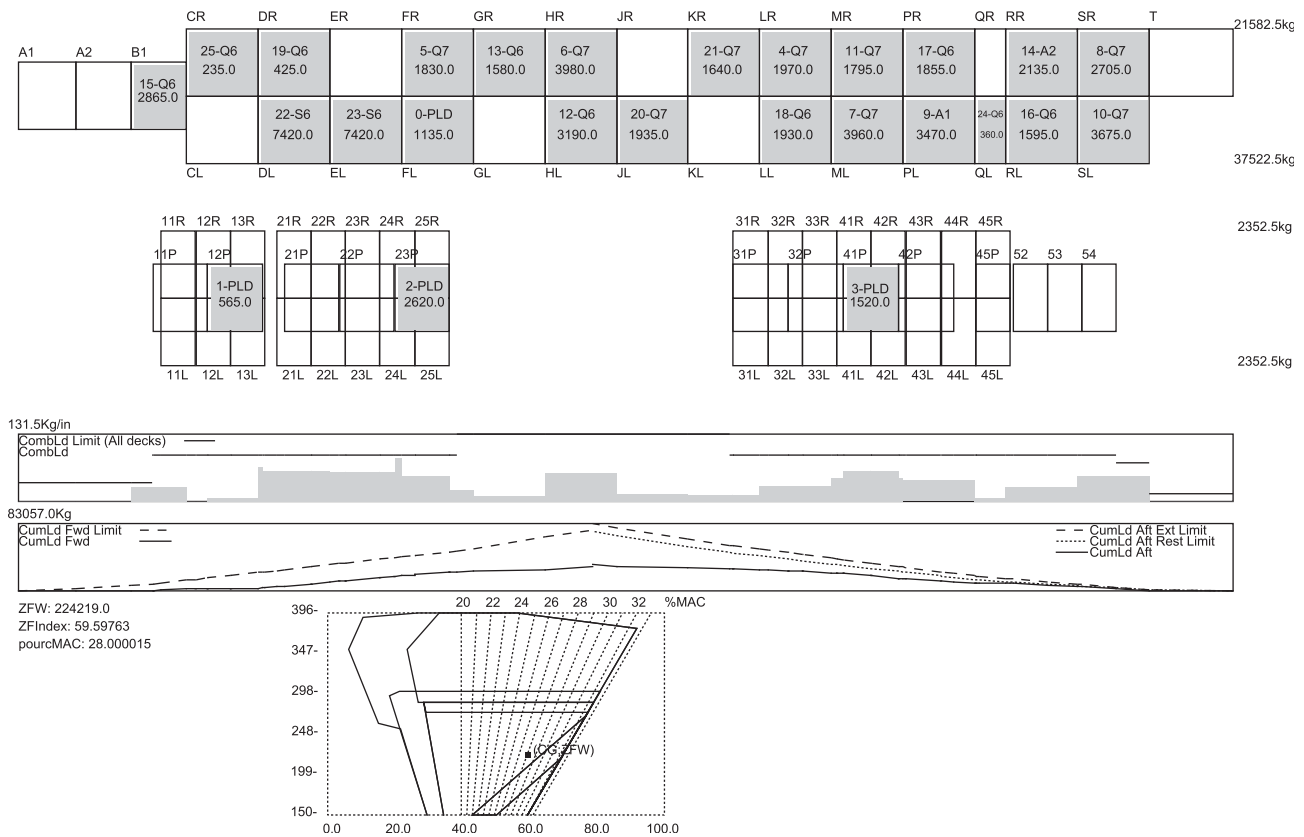 CR DR ER FR GR HR JR KR LR MR PR QR RR SR T
21582.5kg
A1 A2 B1
25-Q6 19-Q6 5-Q7 13-Q6 6-Q7 21-Q7 4-Q7 11-Q7 17-Q6 14-A2 8-Q7
235.0 425.0 1830.0 1580.0 3980.0 1640.0 1970.0 1795.0 1855.0 2135.0 2705.0
15-Q6
2865.0
22-S6 23-S6 0-PLD 12-Q6 20-Q7 18-Q6 7-Q7 9-A1 24-Q6 16-Q6 10-Q7
7420.0 7420.0 1135.0 3190.0 1935.0 1930.0 3960.0 3470.0 360.0 1595.0 3675.0
37522.5kg
CL DL EL FL GL HL JL KL LL ML PL QL RL SL
11R 12R 13R 21R 22R 23R 24R 25R 31R 32R 33R 41R 42R 43R 44R 45R
2352.5kg
11P 12P 21P 22P 23P 31P 32P 41P 42P 45P 52 53 54
1-PLD 2-PLD 3-PLD
565.0 2620.0 1520.0
11L 12L 13L 21L 22L 23L 24L 25L 31L 32L 33L 41L 42L 43L 44L 45L
2352.5kg
131.5Kg/in
CombLd Limit (All decks)
CombLd
83057.0Kg
CumLd Fwd Limit
CumLd Fwd
CumLd Aft Ext Limit
CumLd Aft Rest Limit
CumLd Aft
ZFW: 224219.0
ZFIndex: 59.59763
pourcMAC: 28.000015
20 22 24 26 28 30 32 %MAC
396-
347-
298-
248-
(CG,ZFW)
199-
150-
0.0 20.0 40.0 60.0 80.0 100.0